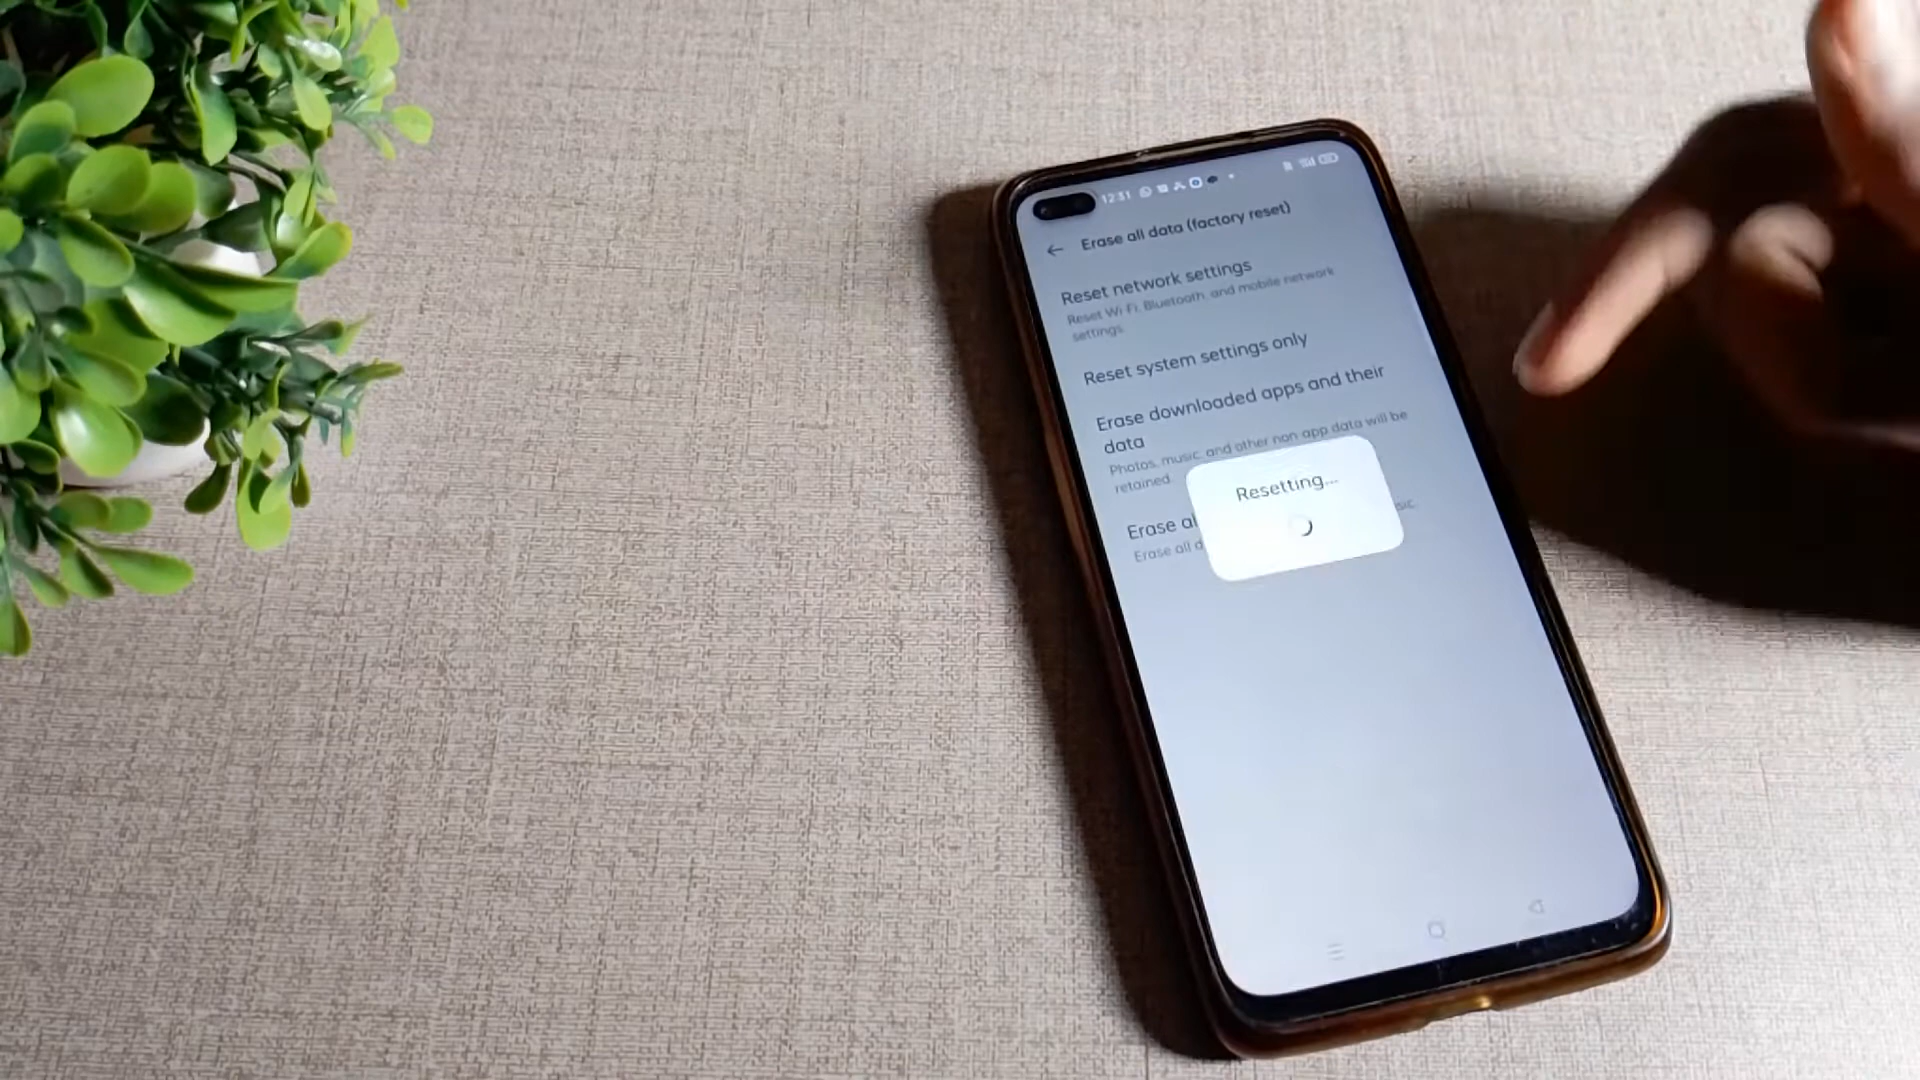 12:31
Erase all data (factory reset)
Reset network settings
Reset Wi-Fi, Bluetooth, and mobile network
settings.
Reset system settings only
Erase downloaded apps and their
data
Photos, music, and other non app data will be
retained.
Resetting...
Erase al
Erase all d
sic.